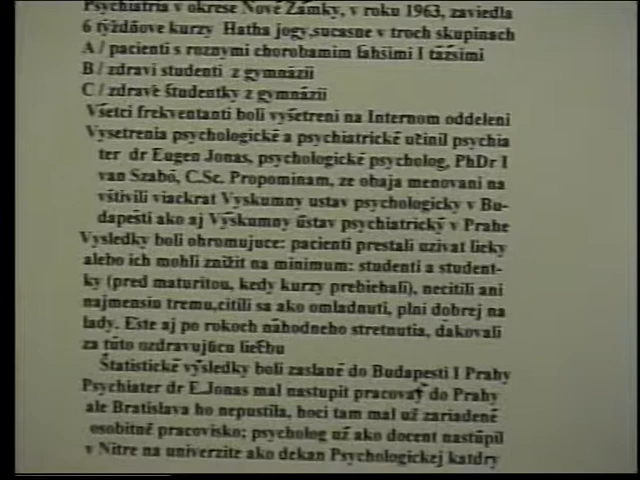 Psychiatria v okrese Nové Zámky, v roku 1963, zaviedla
6 týždňove kurzy Hatha jogy,sučasne v troch skupinach
A / pacienti s roznymi chorobamim ľahšimi I ťažšimi
B / zdravi studenti z gymnázii
C / zdravě študentky z gymnázii
Všetci frekventanti boli vyšetreni na Internom oddeleni
Vysetrenia psychologické a psychiatrické učinil psychia
ter dr Eugen Jonas, psychologické psycholog, PhDr I
van Szabó, C.Sc. Propominam, ze obaja menovani na
vštivili viackrat Vyskumny ustav psychologicky v Bu-
dapešti ako aj Výskumny ústav psychiatrický v Prahe
Vysledky boli ohromujuce: pacienti prestali uzivat lieky
alebo ich mohli znížit na minimum: studenti a student-
ky (pred maturitou, kedy kurzy prebiehali), necitili ani
najmensiu tremu,citili sa ako omladnuti, plni dobrej na
lady. Ešte aj po rokoch náhodneho stretnutia, dakovali
za túto ozdravujúcu liečbu
Štatistické výsledky boli zaslané do Budapesti I Prahy
Psychiater dr E.Jonas mal nastupit pracovať do Prahy
ale Bratislava ho nepustila, hoci tam mal už zariadené
osobitné pracovisko; psycholog už ako docent nastúpil
v Nitre na univerzite ako dekan Psychologickej katdry